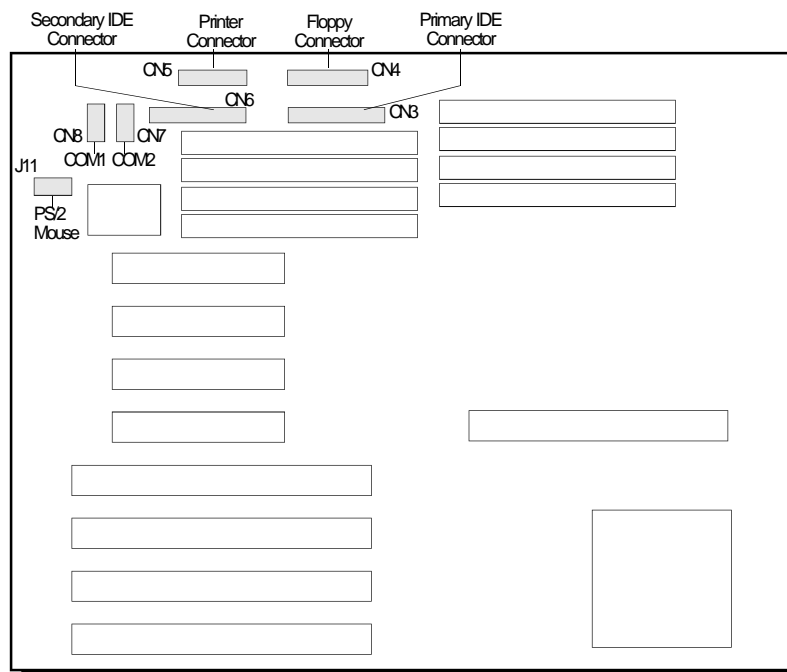 Secondary IDE
Connector
Printer
Connector
Floppy
Connector
Primary IDE
Connector
CN5
CN4
CN6
CN3
CN8
CN7
COM1
COM2
J11
PS/2
Mouse